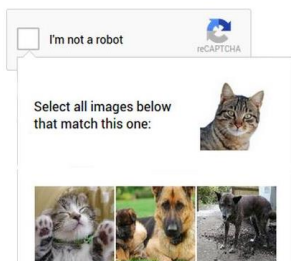 I'm not a robot
reCAPTCHA
Select all images below
that match this one: